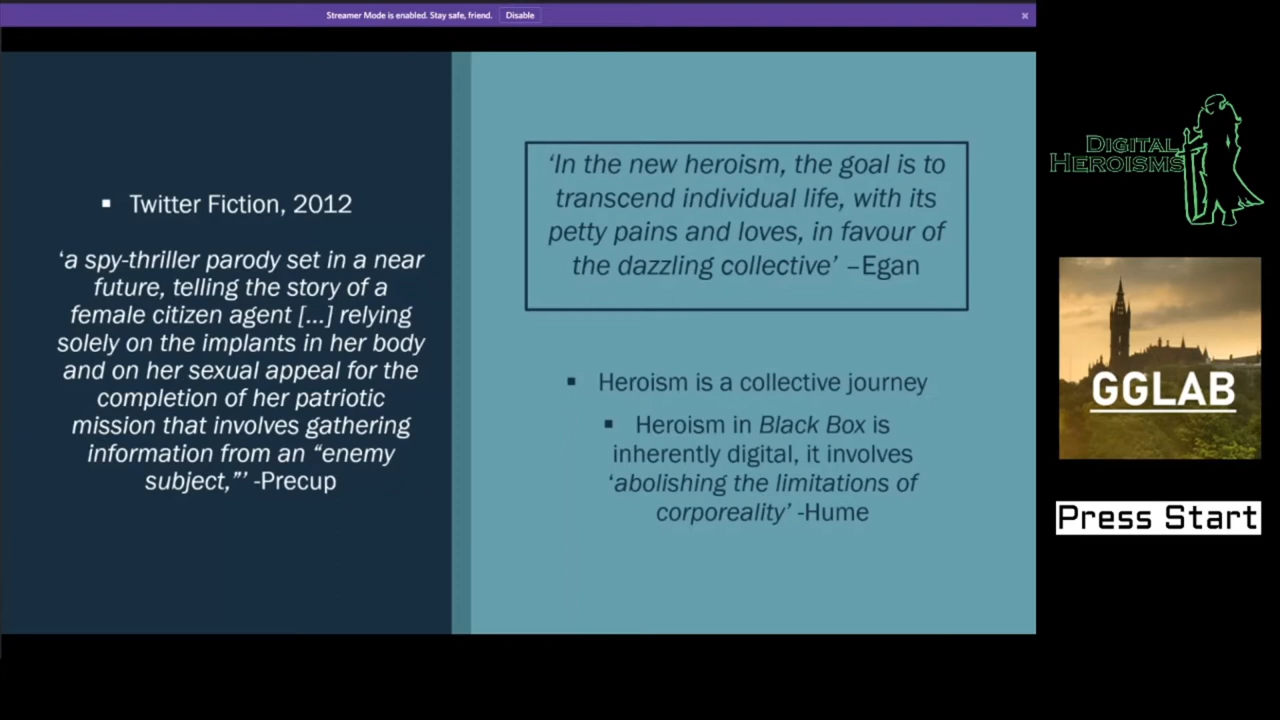 Streamer Mode is enabled. Stay safe, friend. Disable
▪ Twitter Fiction, 2012
‘a spy-thriller parody set in a near
future, telling the story of a
female citizen agent [...] relying
solely on the implants in her body
and on her sexual appeal for the
completion of her patriotic
mission that involves gathering
information from an “enemy
subject,”’ -Precup
‘In the new heroism, the goal is to
transcend individual life, with its
petty pains and loves, in favour of
the dazzling collective’ –Egan
▪ Heroism is a collective journey
▪ Heroism in Black Box is
inherently digital, it involves
‘abolishing the limitations of
corporeality’ -Hume
DIGITAL
HEROISMS
GGLAB
Press Start